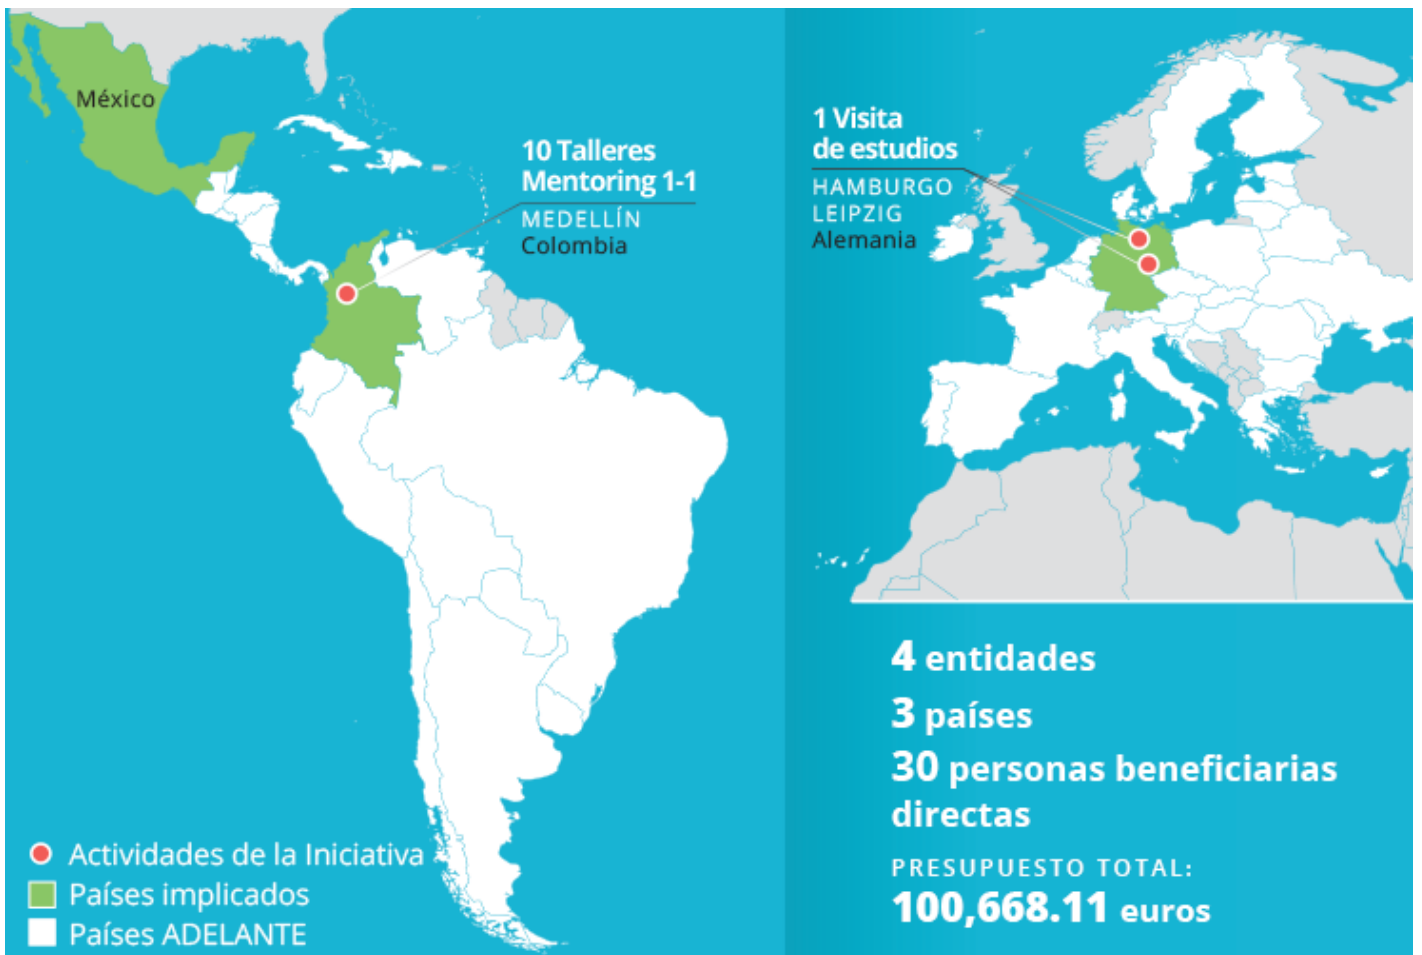 México
10 Talleres
Mentoring 1-1
MEDELLÍN
Colombia
1 Visita
de estudios
HAMBURGO
LEIPZIG
Alemania
Actividades de la Iniciativa
Países implicados
Países ADELANTE
4 entidades
3 países
30 personas beneficiarias
directas
PRESUPUESTO TOTAL:
100,668.11 euros